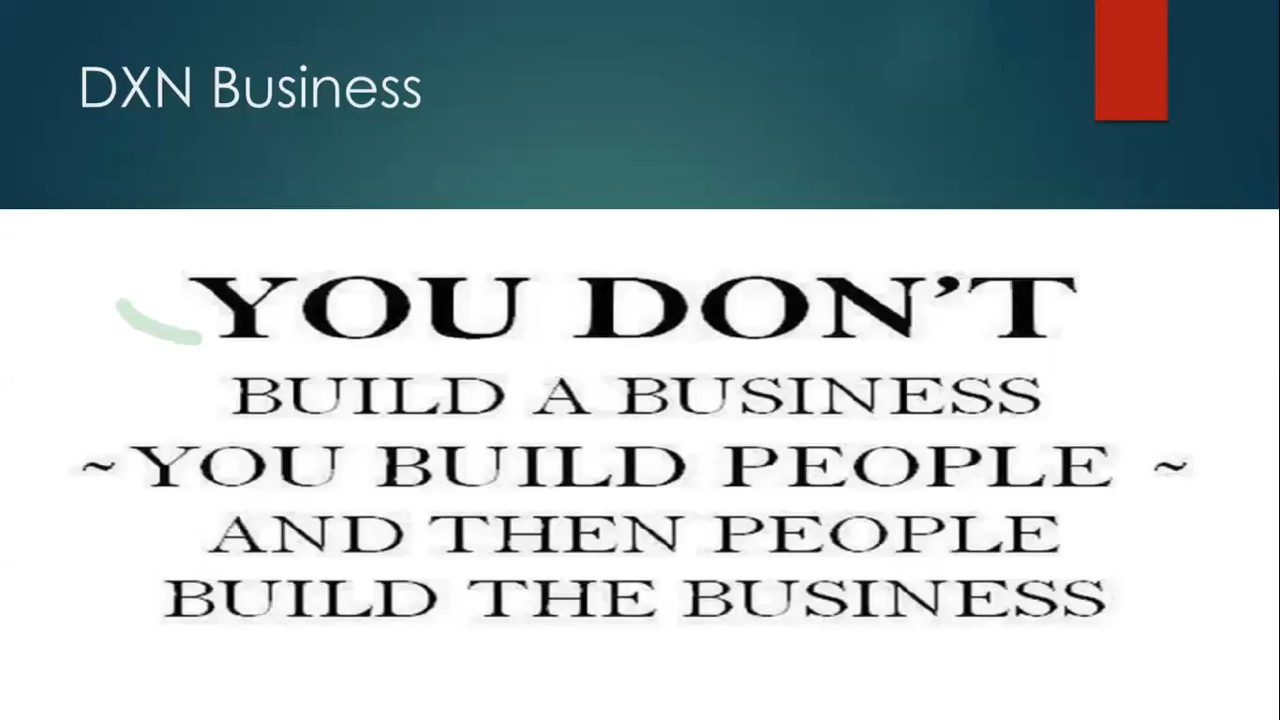 DXN Business
YOU DON'T
BUILD A BUSINESS
~YOU BUILD PEOPLE ~
AND THEN PEOPLE
BUILD THE BUSINESS